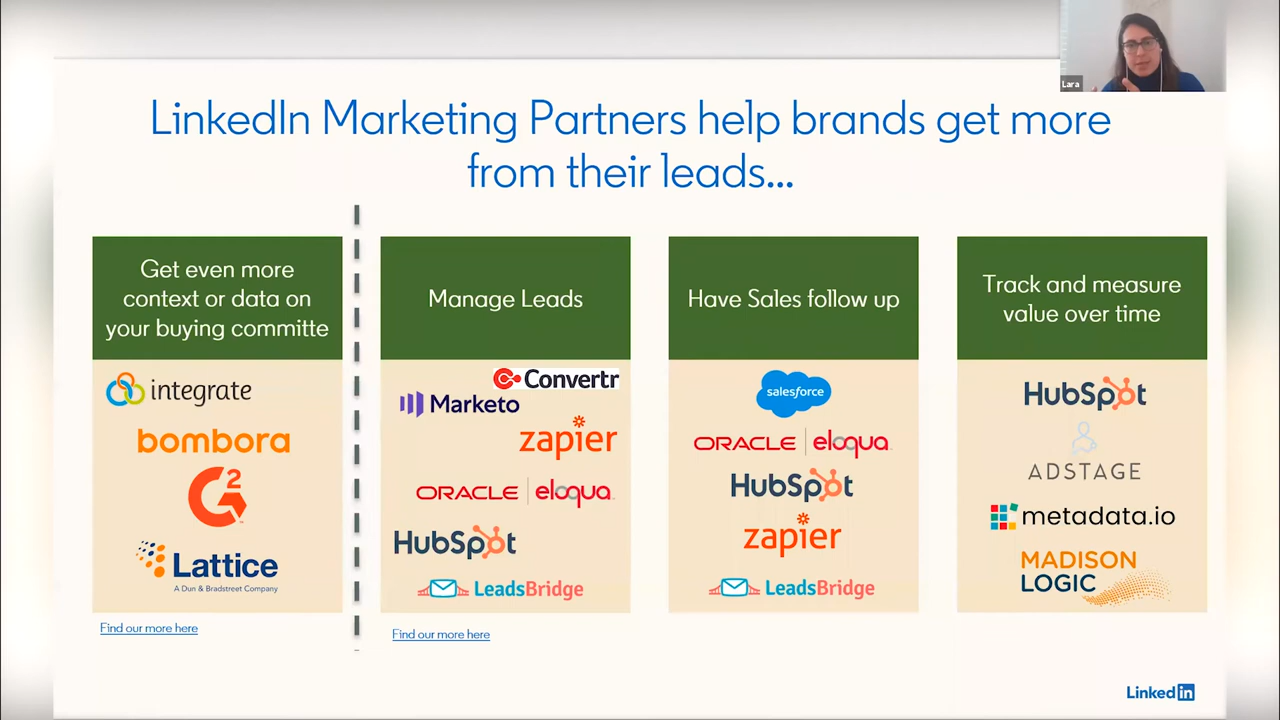 Lara
LinkedIn Marketing Partners help brands get more
from their leads...
Get even more
context or data on
your buying committe
integrate
bombora
G2
Lattice
A Dun & Bradstreet Company
Find our more here
Manage Leads
Convertr
Marketo
zapier
ORACLE | eloqua
HubSpot
LeadsBridge
Find our more here
Have Sales follow up
salesforce
ORACLE | eloqua
HubSpot
zapier
LeadsBridge
Track and measure
value over time
HubSpot
ADSTAGE
metadata.io
MADISON
LOGIC
Linked in